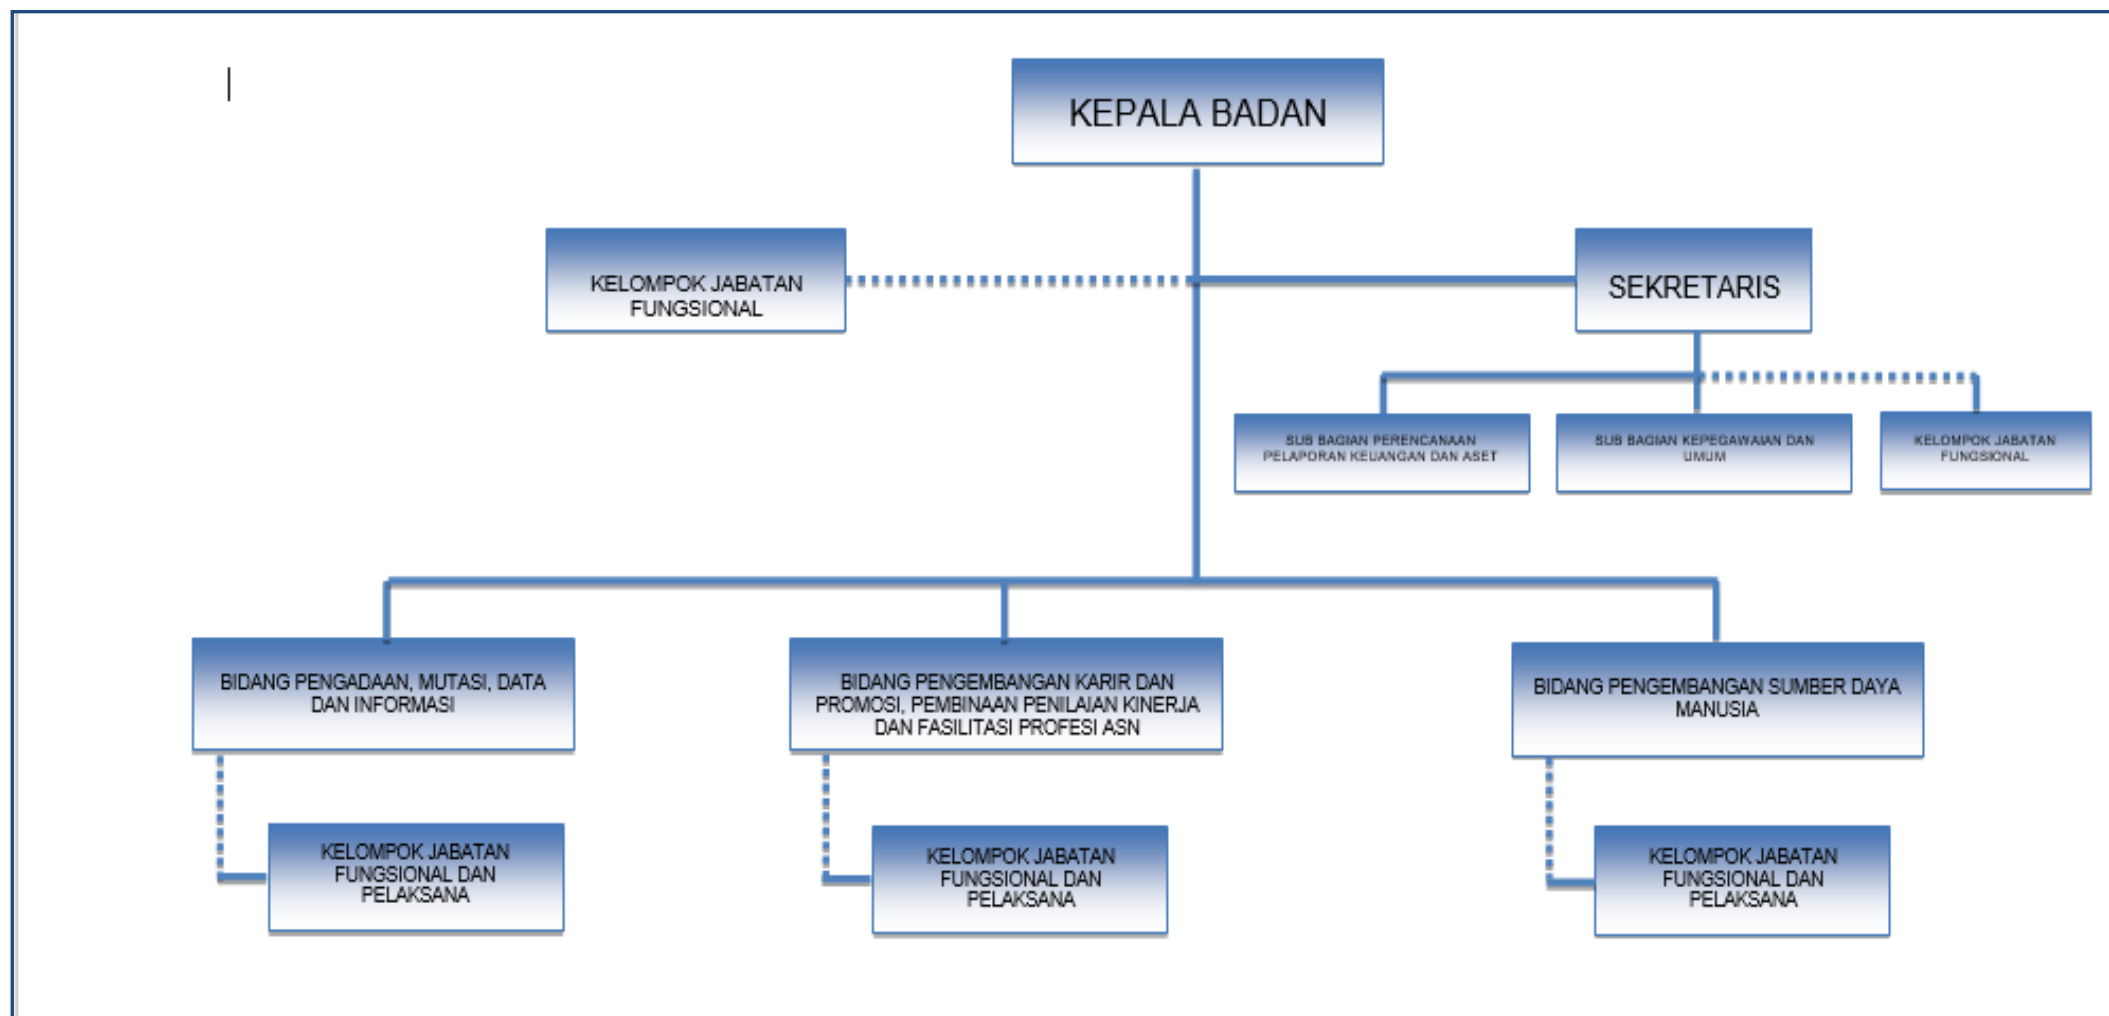 KEPALA BADAN
KELOMPOK JABATAN
FUNGSIONAL
SEKRETARIS
SUB BAGIAN PERENCANAAN
PELAPORAN KEUANGAN DAN ASET
SUB BAGIAN KEPEGAWAIAN DAN
UMUM
KELOMPOK JABATAN
FUNGSIONAL
BIDANG PENGADAAN, MUTASI, DATA
DAN INFORMASI
BIDANG PENGEMBANGAN KARIR DAN
PROMOSI, PEMBINAAN PENILAIAN KINERJA
DAN FASILITASI PROFESI ASN
BIDANG PENGEMBANGAN SUMBER DAYA
MANUSIA
KELOMPOK JABATAN
FUNGSIONAL DAN
PELAKSANA
KELOMPOK JABATAN
FUNGSIONAL DAN
PELAKSANA
KELOMPOK JABATAN
FUNGSIONAL DAN
PELAKSANA